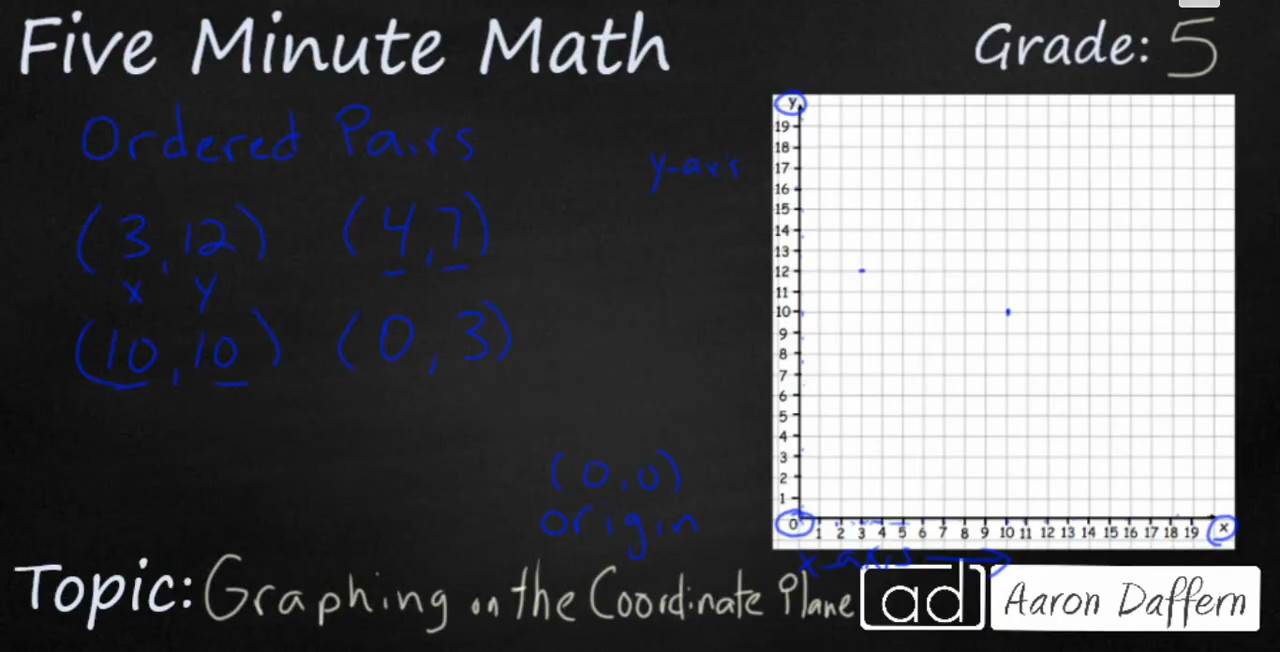 Five Minute Math
Grade: 5
Ordered Pairs
(3,12) (4,7)
x y
(10,10) (0,3)
(0,0)
origin
y-axis
y
19
18
17
16
15
14
13
12
11
10
9
8
7
6
5
4
3
2
1
0 1 2 3 4 5 6 7 8 9 10 11 12 13 14 15 16 17 18 19 x
x-axis
Topic: Graphing on the Coordinate Plane
ad Aaron Daffern